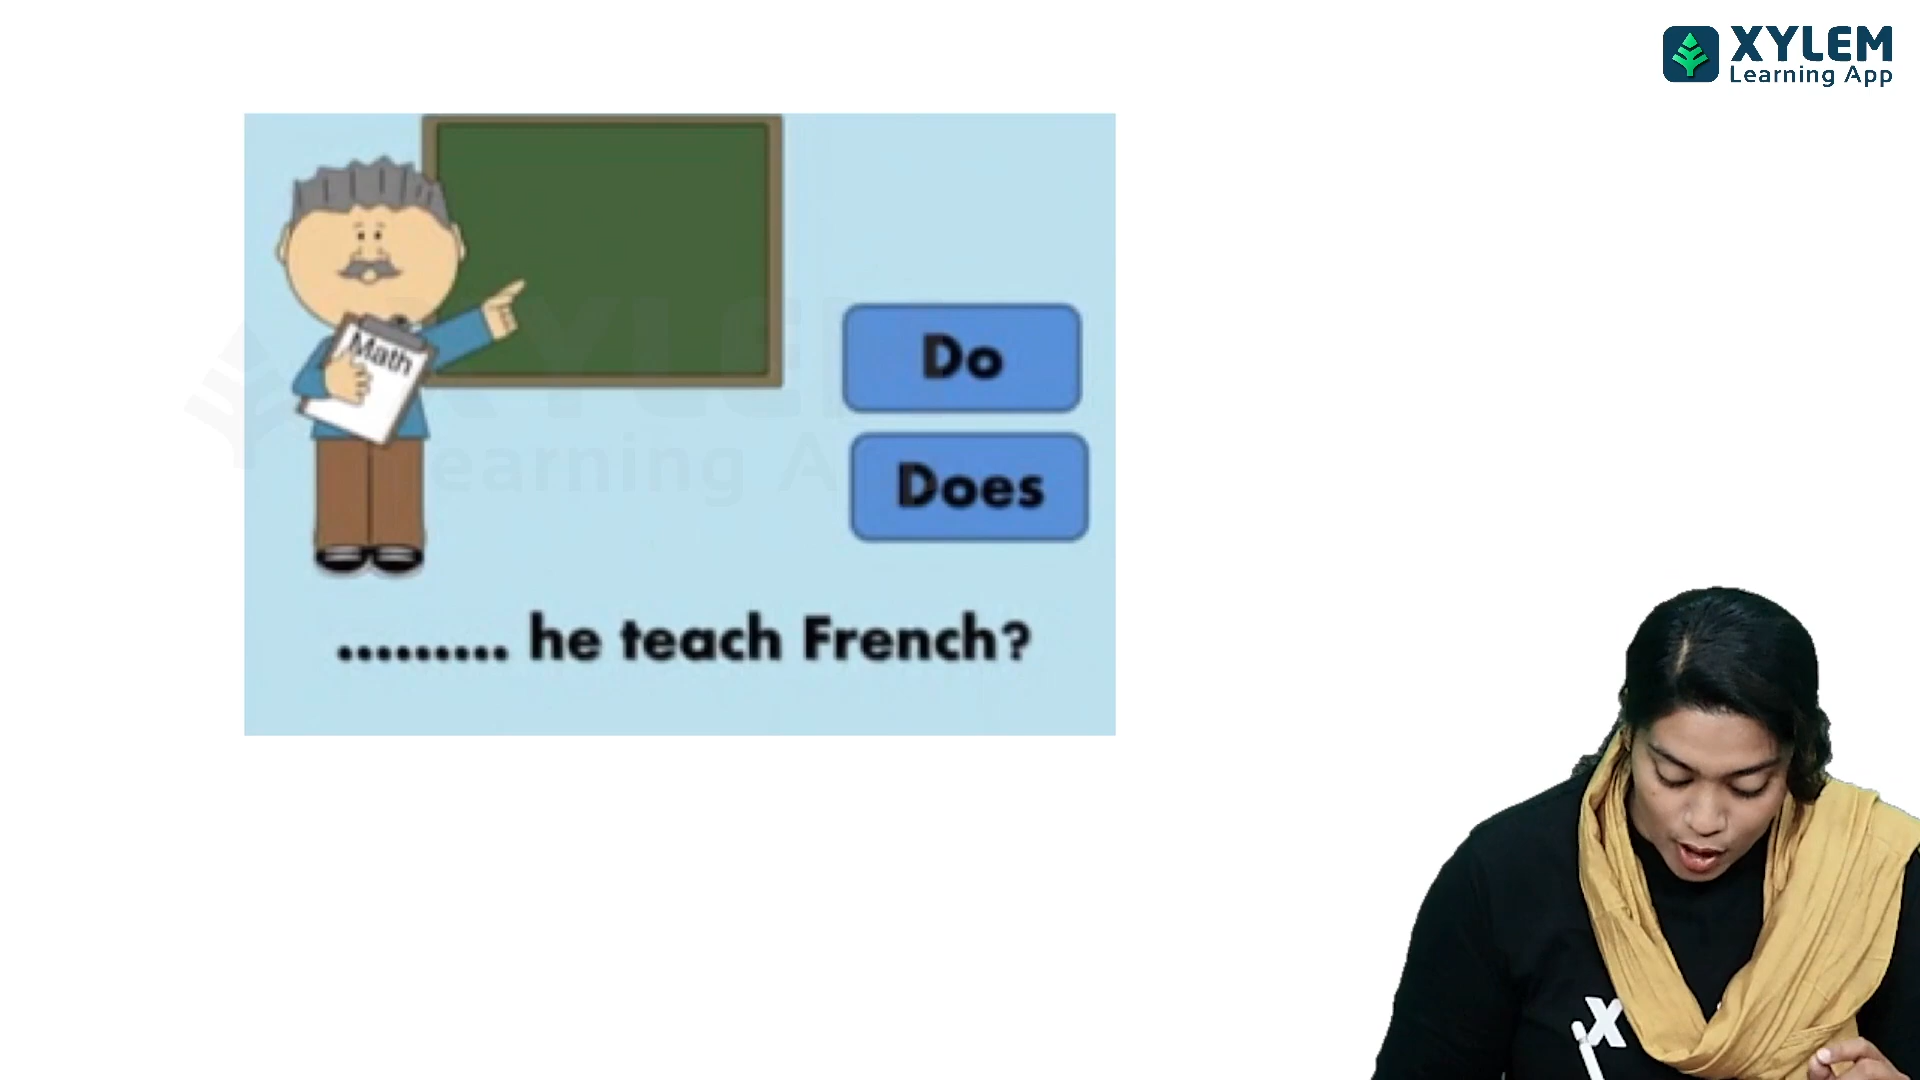 XYLEM
Learning App
Math
Do
Does
......... he teach French?
X